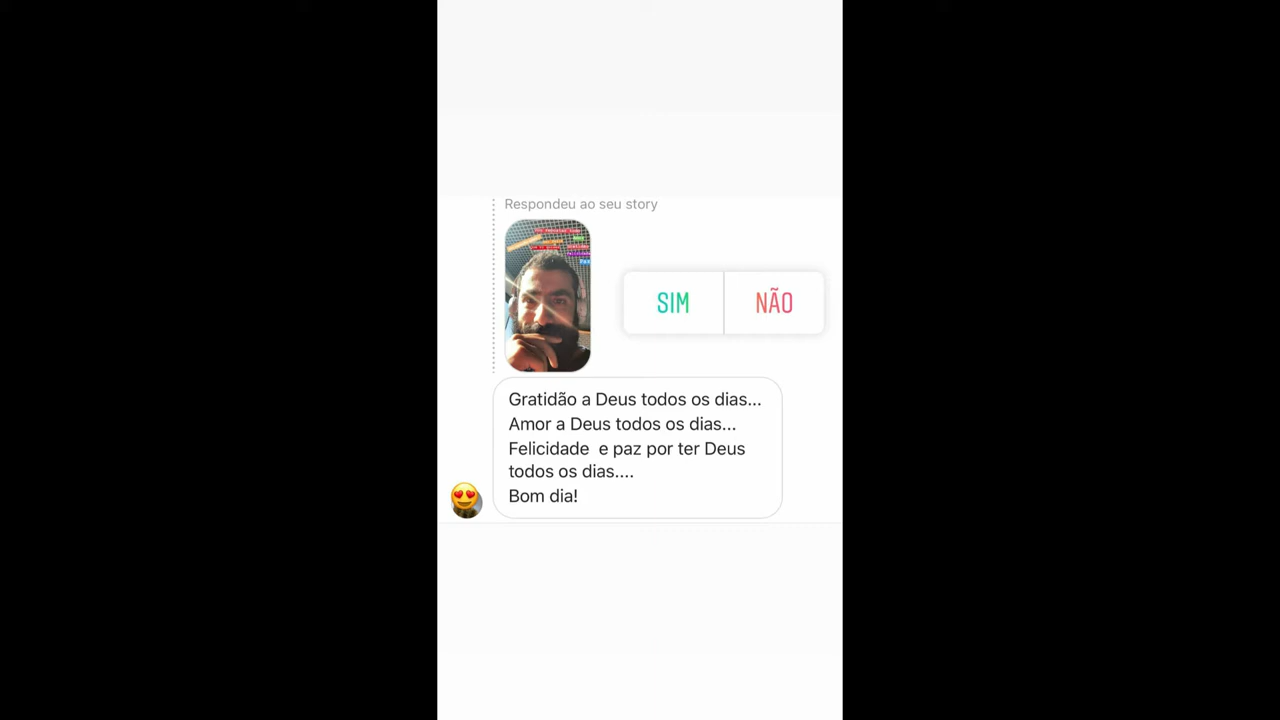 Respondeu ao seu story
SIM
NÃO
Gratidão a Deus todos os dias...
Amor a Deus todos os dias...
Felicidade  e paz por ter Deus
todos os dias....
Bom dia!